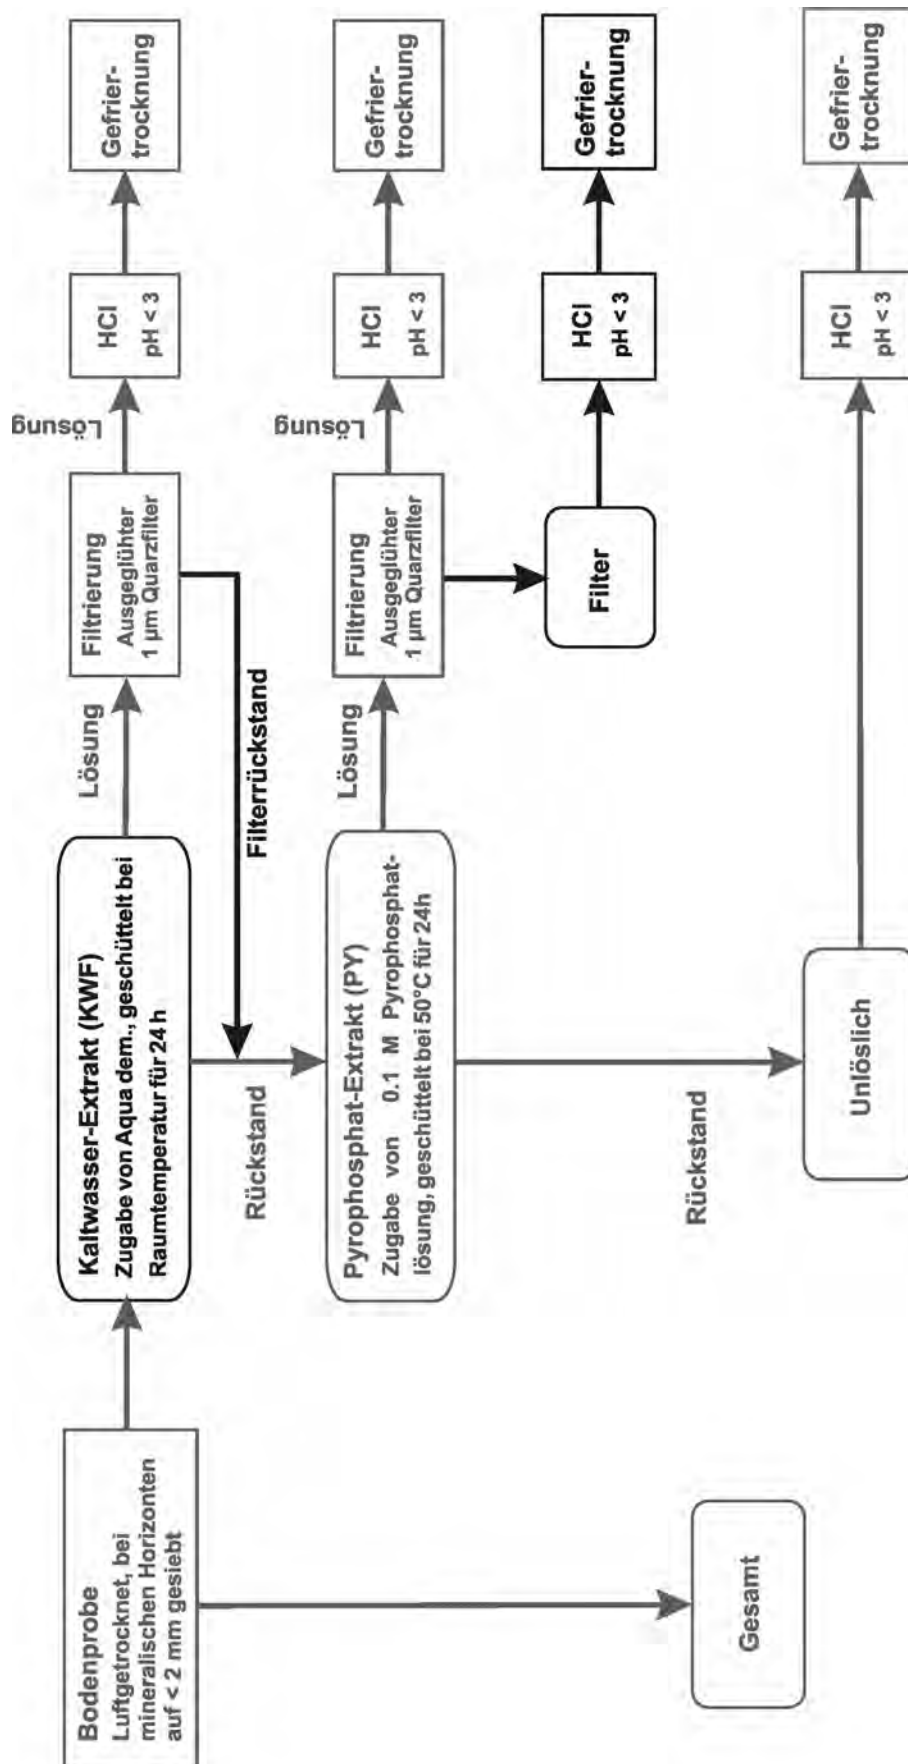 Bodenprobe
Luftgetrocknet, bei
mineralischen Horizonten
auf < 2 mm gesiebt
Kaltwasser-Extrakt (KWF)
Zugabe von Aqua dem., geschüttelt bei
Raumtemperatur für 24 h
Lösung
Filtrierung
Ausgeglühter
1 µm Quarzfilter
Lösung
HCl
pH < 3
Gefrier-
trocknung
Filterrückstand
Rückstand
Pyrophosphat-Extrakt (PY)
Zugabe von 0.1 M Pyrophosphat-
lösung, geschüttelt bei 50°C für 24h
Lösung
Filtrierung
Ausgeglühter
1 µm Quarzfilter
Lösung
HCl
pH < 3
Gefrier-
trocknung
Filter
HCl
pH < 3
Gefrier-
trocknung
Rückstand
Gesamt
Unlöslich
HCl
pH < 3
Gefrier-
trocknung